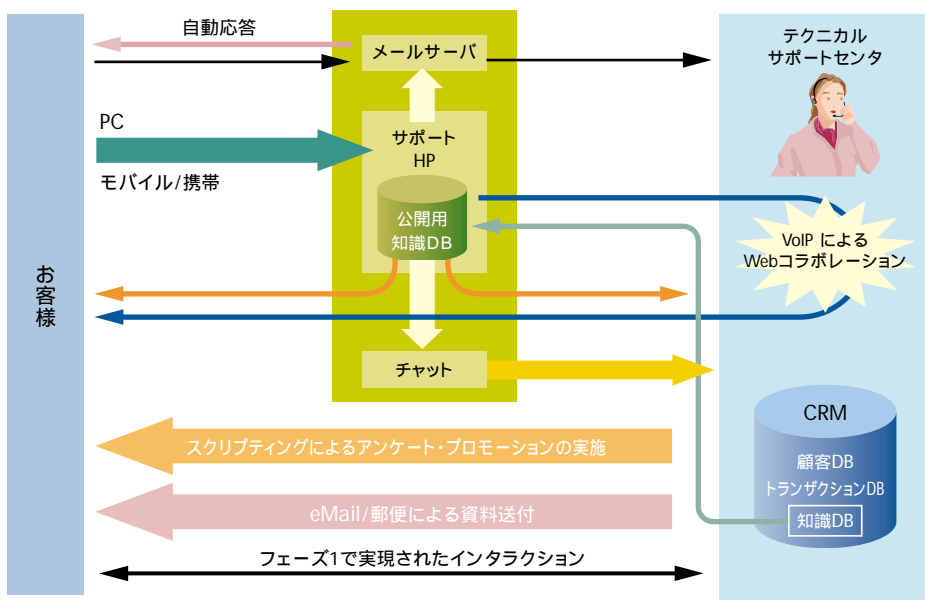 自動応答
メールサーバ
テクニカル
サポートセンタ
PC
モバイル/携帯
サポート
HP
公開用
知識DB
VoIP による
Webコラボレーション
お客様
チャット
スクリプティングによるアンケート・プロモーションの実施
eMail/郵便による資料送付
フェーズ1で実現されたインタラクション
CRM
顧客DB
トランザクションDB
知識DB